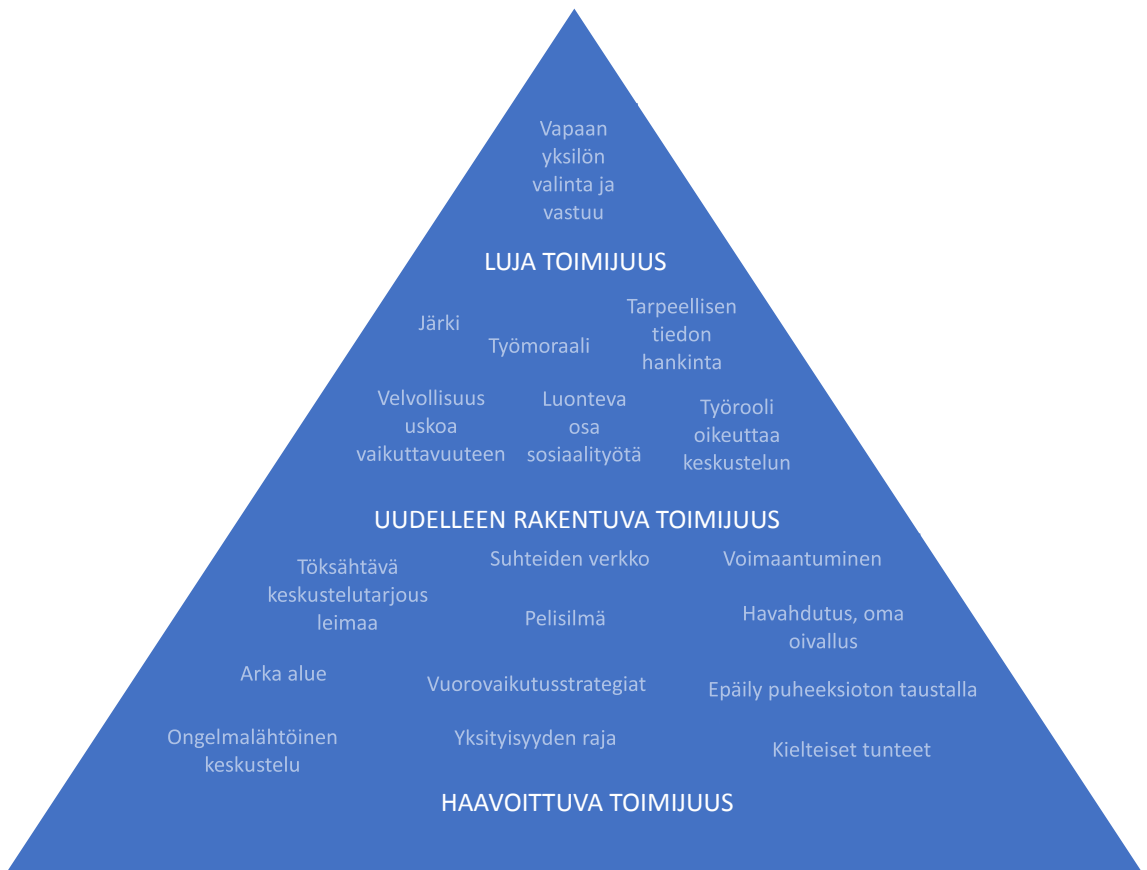 Vapaan
yksilön
valinta ja
vastuu
LUJA TOIMIJUUS
Järki
Työmoraali
Tarpeellisen
tiedon
hankinta
Velvollisuus
uskoa
vaikuttavuuteen
Luonteva
osa
sosiaalityötä
Työrooli
oikeuttaa
keskustelun
UUDELLEEN RAKENTUVA TOIMIJUUS
Töksähtävä
keskustelutarjous
leimaa
Suhteiden verkko
Voimaantuminen
Pelisilmä
Havahdutus, oma
oivallus
Arka alue
Vuorovaikutusstrategiat
Epäily puheeksioton taustalla
Ongelmalähtöinen
keskustelu
Yksityisyyden raja
Kielteiset tunteet
HAAVOITTUVA TOIMIJUUS